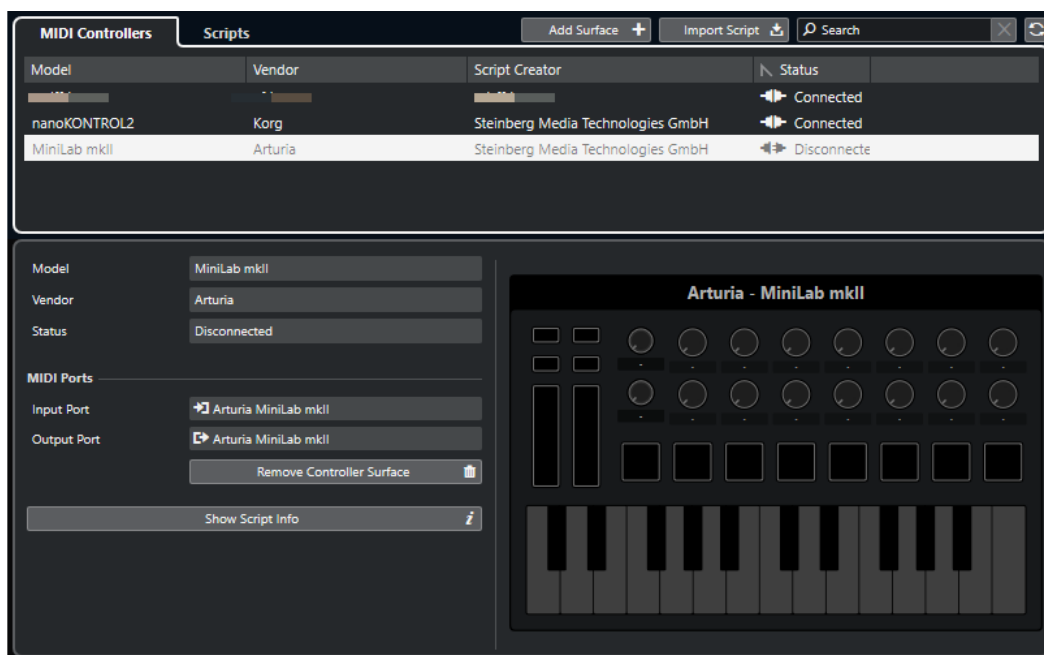 MIDI Controllers Scripts Add Surface Import Script Search
Model Vendor Script Creator Status
Connected
nanoKONTROL2 Korg Steinberg Media Technologies GmbH Connected
MiniLab mkII Arturia Steinberg Media Technologies GmbH Disconnecte
Model MiniLab mkII
Vendor Arturia
Status Disconnected
MIDI Ports
Input Port Arturia MiniLab mkII
Output Port Arturia MiniLab mkII
Remove Controller Surface
Show Script Info i
Arturia - MiniLab mkII
- - - - - - - -
- - - - - - - -